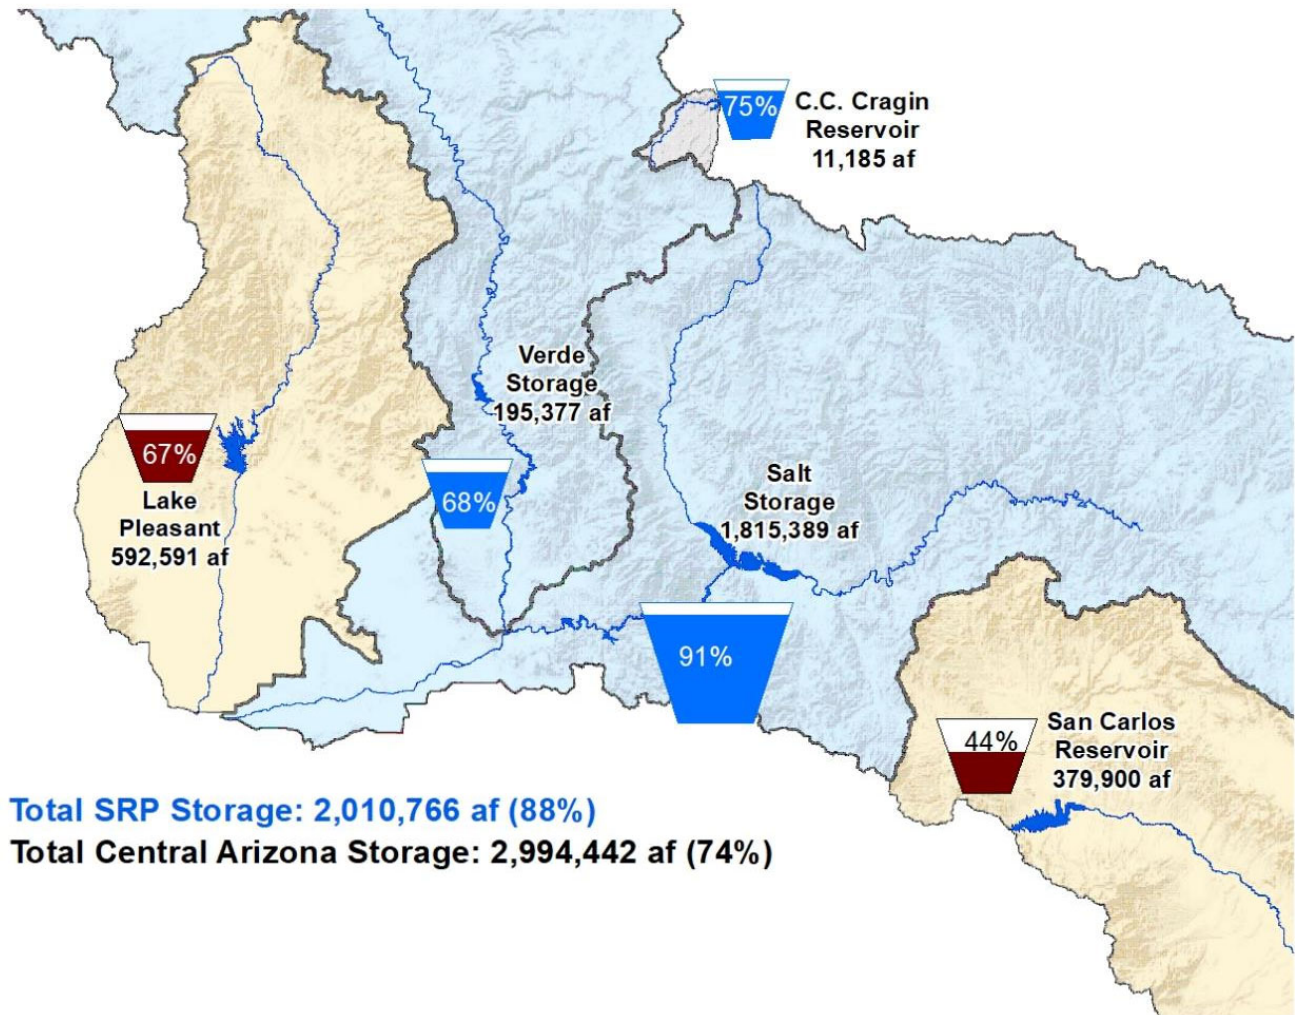 75%
C.C. Cragin
Reservoir
11,185 af
Verde
Storage
195,377 af
67%
Lake
Pleasant
592,591 af
68%
Salt
Storage
1,815,389 af
91%
44%
San Carlos
Reservoir
379,900 af
Total SRP Storage: 2,010,766 af (88%)
Total Central Arizona Storage: 2,994,442 af (74%)